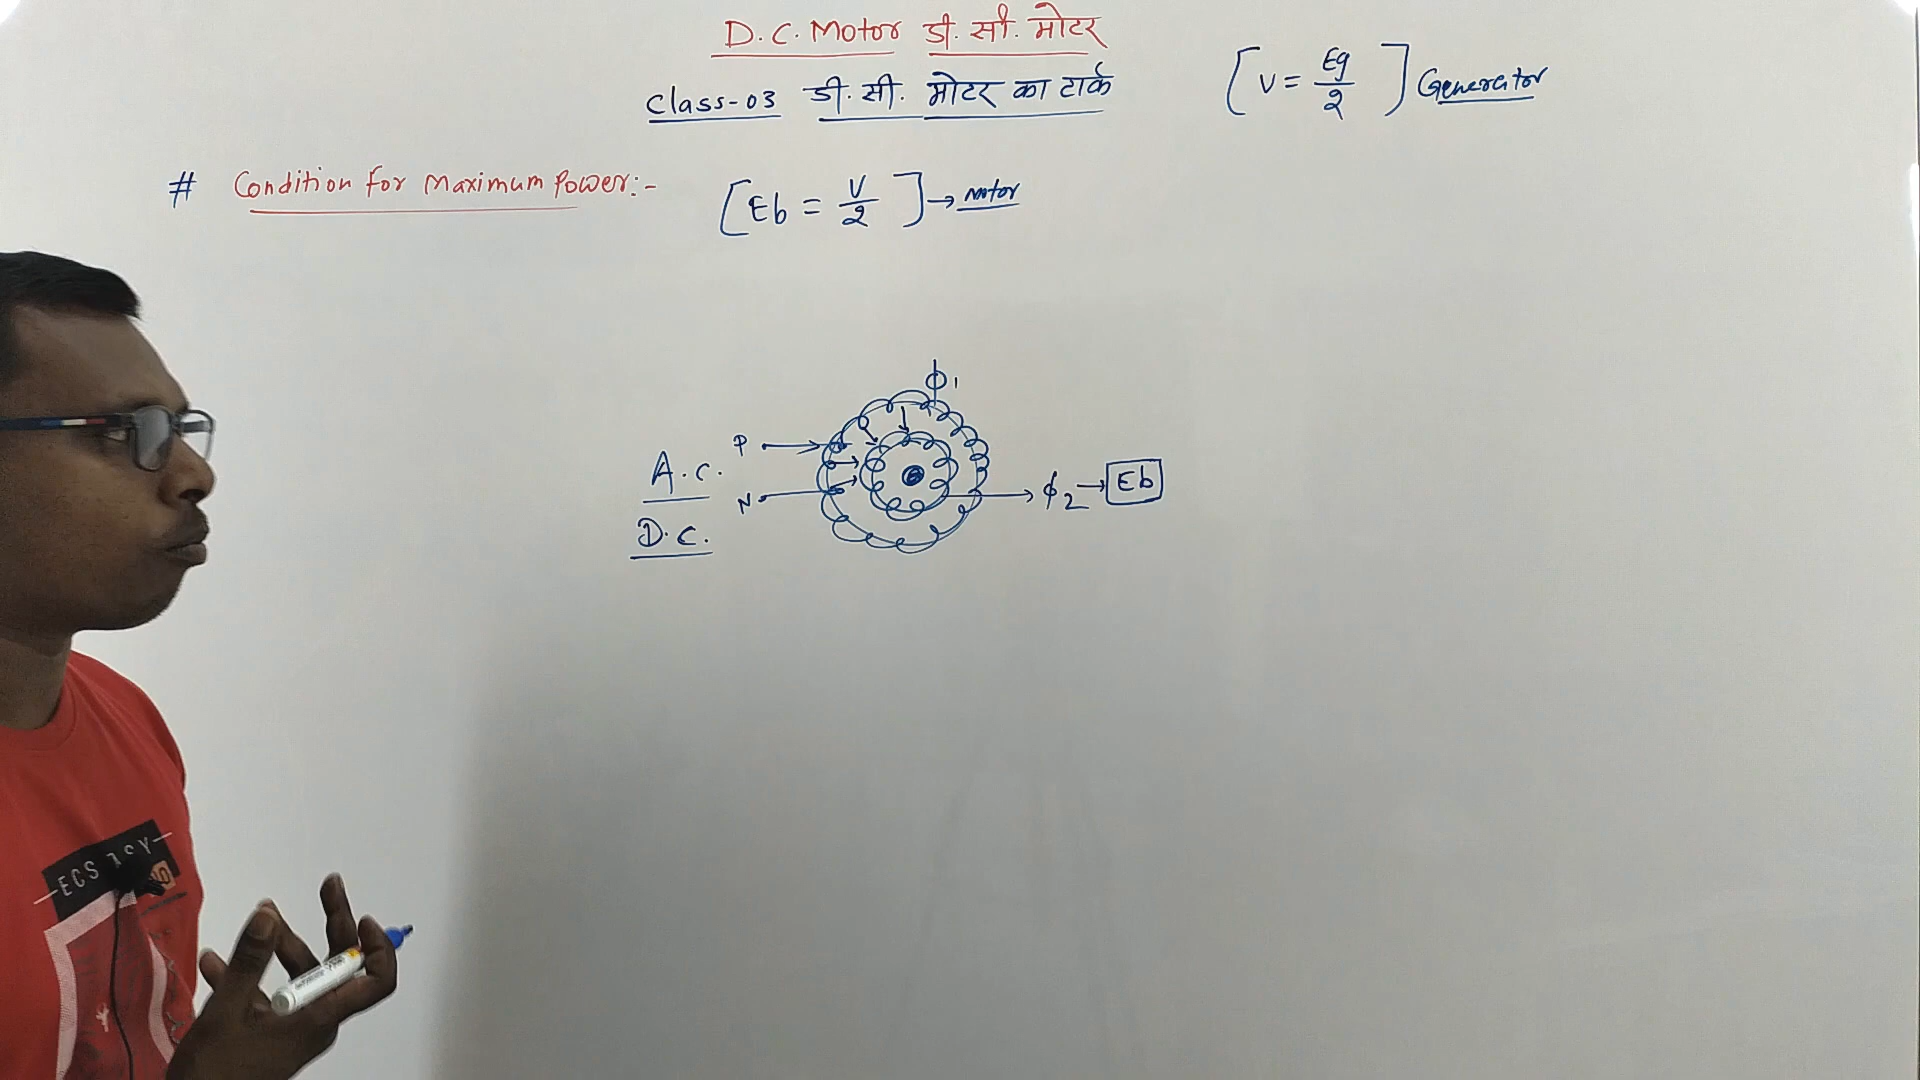 D.C. Motor डी.सी. मोटर
Class-03 डी.सी. मोटर का टार्क
[V = Eg/2] Generator
# Condition for Maximum Power:-
[Eb = V/2] → Motor
ϕ1
A.C.
P
N
D.C.
ϕ2 → Eb